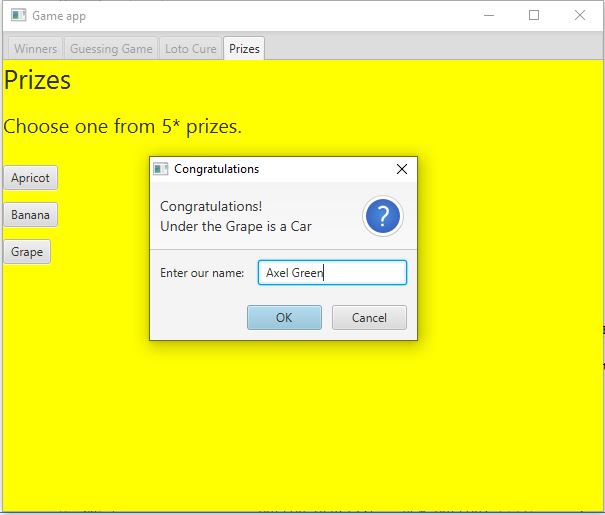 Game app
Winners Guessing Game Loto Cure Prizes
Prizes
Choose one from 5* prizes.
Apricot
Banana
Grape
Congratulations
Congratulations!
Under the Grape is a Car
Enter our name: Axel Green
OK Cancel